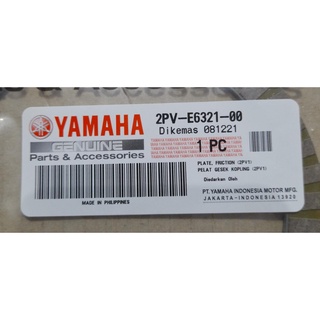 YAMAHA
GENUINE
Parts & Accessories
2PV-E6321-00
Dikemas 081221
1 PC
PLATE, FRICTION (2PV1)
PELAT GESEK KOPLING (2PV1)
Diedarkan Oleh
MADE IN PHILIPPINES
PT.YAMAHA INDONESIA MOTOR MFG.
JAKARTA-INDONESIA 13920